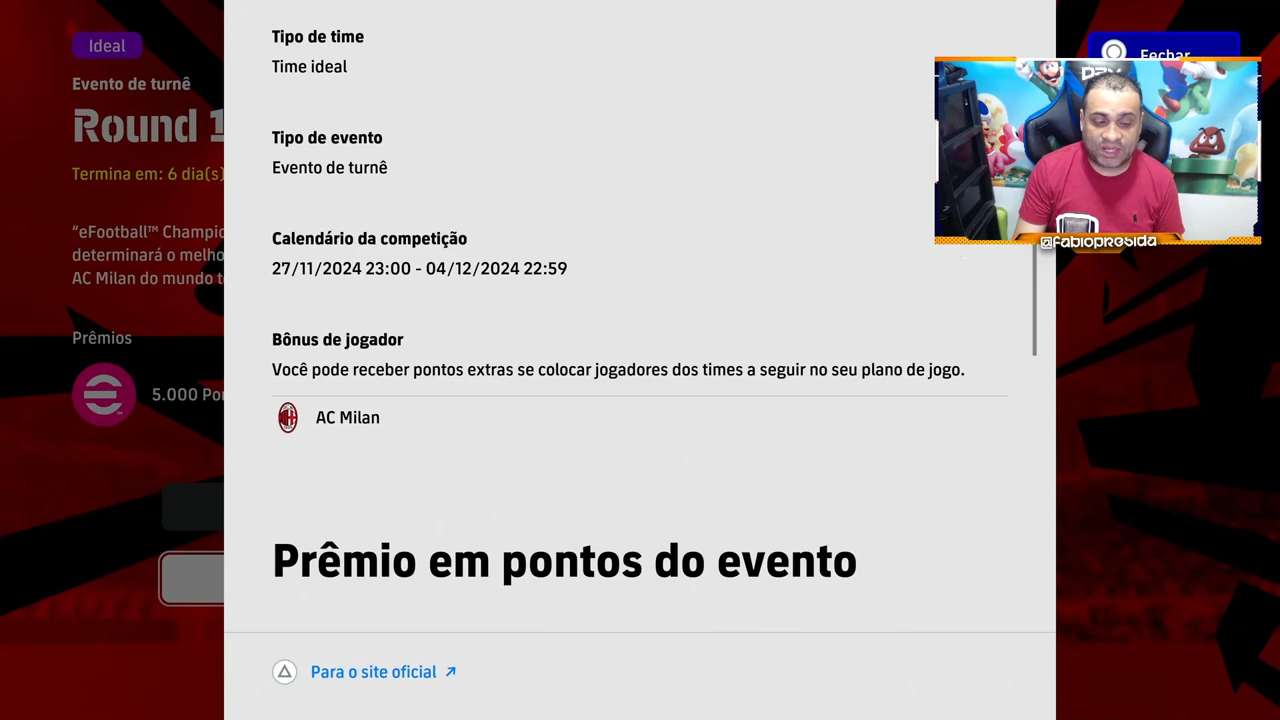 Ideal
Evento de turnê
Round 1
Termina em: 6 dia(s)
“eFootball™ Champio
determinará o melho
AC Milan do mundo t
Prêmios
5.000 Po
Tipo de time
Time ideal
Tipo de evento
Evento de turnê
Calendário da competição
27/11/2024 23:00 - 04/12/2024 22:59
Bônus de jogador
Você pode receber pontos extras se colocar jogadores dos times a seguir no seu plano de jogo.
AC Milan
Prêmio em pontos do evento
Para o site oficial
Fechar
@fabiopresida